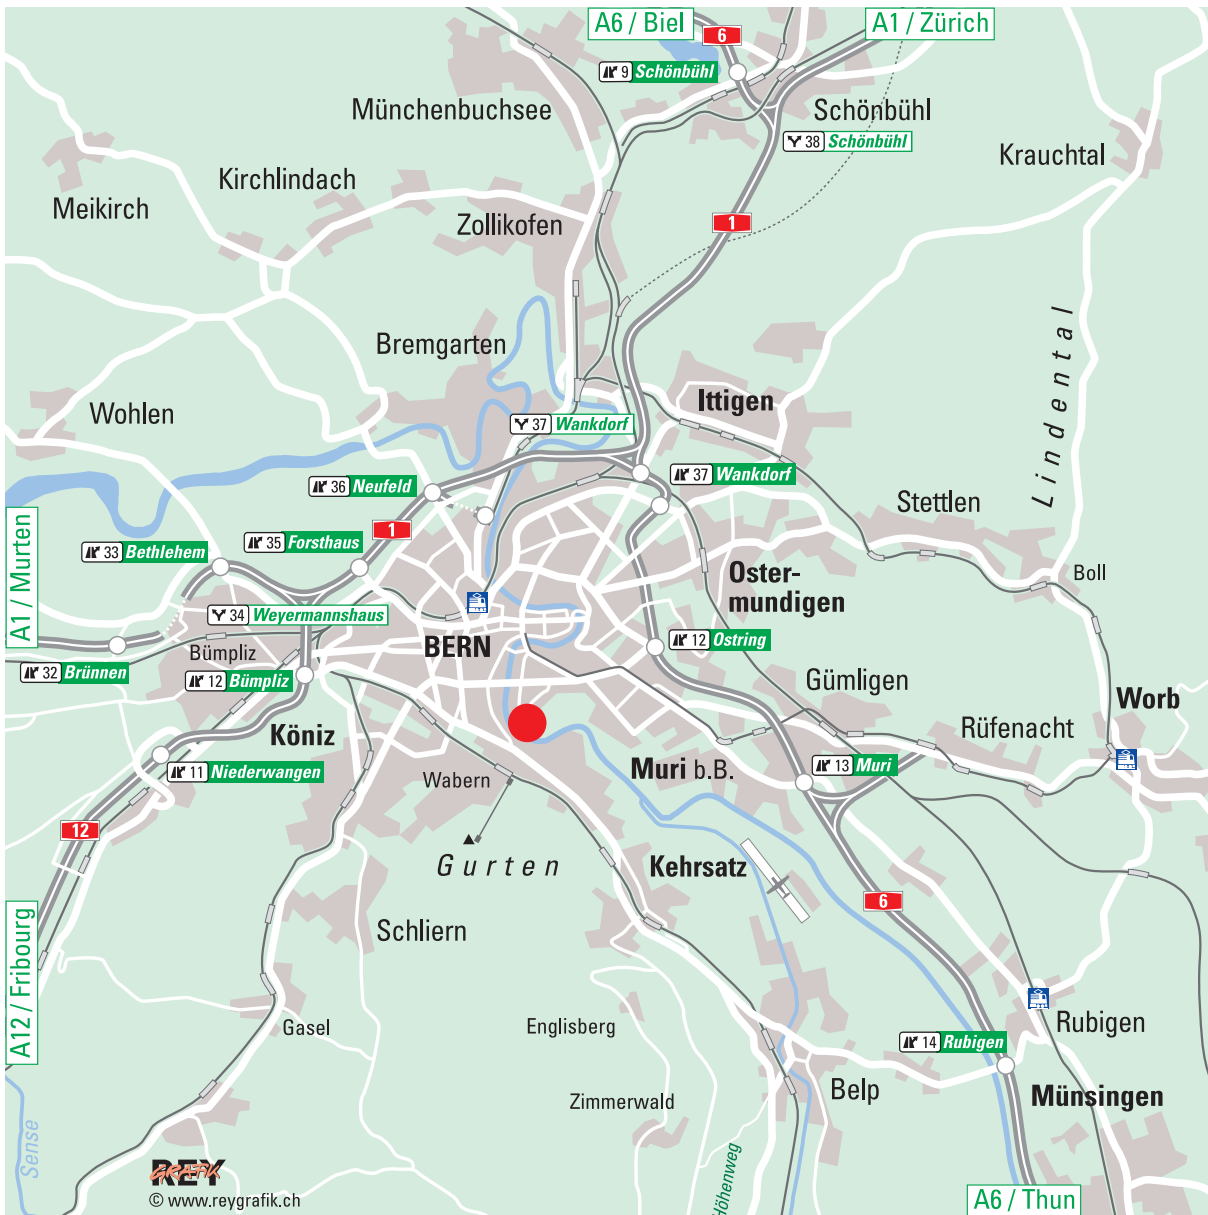 A6 / Biel
A1 / Zürich
6
9 Schönbühl
Münchenbuchsee
Schönbühl
38 Schönbühl
Krauchtal
Kirchlindach
Meikirch
Zollikofen
1
Bremgarten
Lindental
Ittigen
Wohlen
37 Wankdorf
37 Wankdorf
36 Neufeld
Stettlen
1
35 Forsthaus
33 Bethlehem
A1 / Murten
Oster-
mundigen
Boll
34 Weyermannshaus
BERN
12 Ostring
Bümpliz
32 Brünnen
12 Bümpliz
Gümligen
Worb
Köniz
Rüfenacht
11 Niederwangen
Wabern
Muri b.B.
13 Muri
12
Gurten
Kehrsatz
6
Schliern
A12 / Fribourg
Gasel
Englisberg
Rubigen
14 Rubigen
Belp
Münsingen
Zimmerwald
Sense
Höhenweg
REY
GRAFIK
© www.reygrafik.ch
A6 / Thun